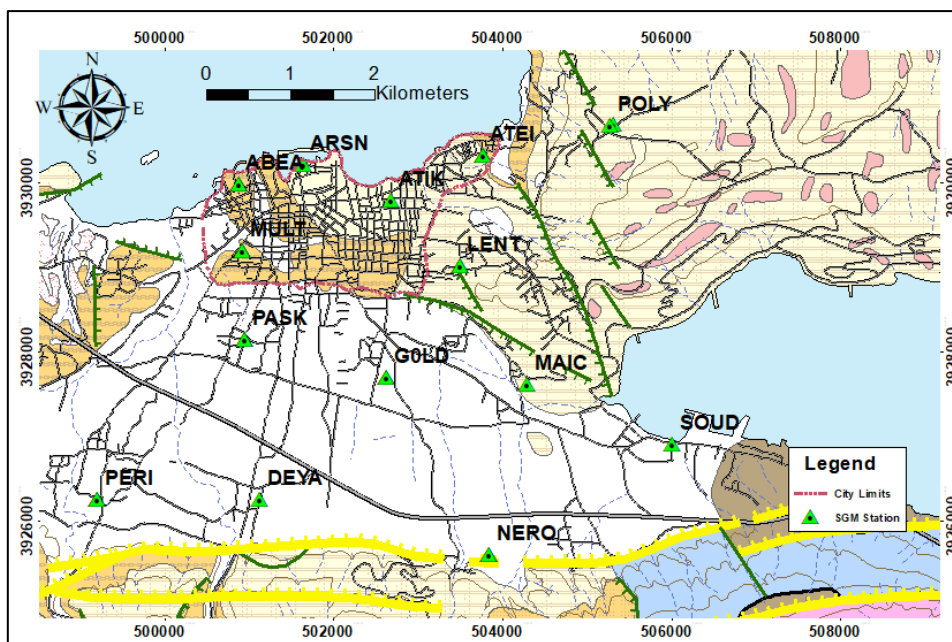 500000 502000 504000 506000 508000
N
W E
S
0 1 2
Kilometers
POLY
ARSN
ATEI
ABEA
ATIK
3930000
3930000
MULT
LENT
PASK
G0LD
MAIC
3928000
3928000
SOUD
Legend
City Limits
SGM Station
PERI
DEYA
NERO
3926000
3926000
500000 502000 504000 506000 508000